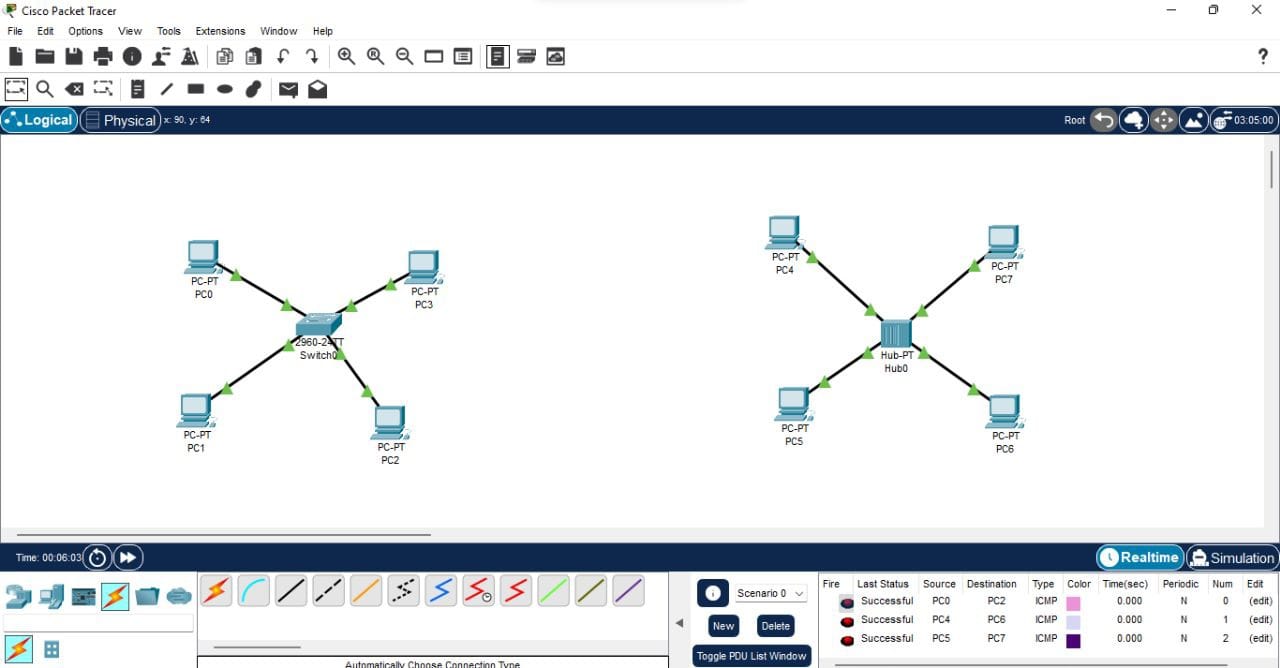 Cisco Packet Tracer
File Edit Options View Tools Extensions Window Help
Logical Physical x: 90, y: 64 Root 03:05:00
PC-PT
PC0
PC-PT
PC3
2960-24TT
Switch0
PC-PT
PC1
PC-PT
PC2
PC-PT
PC4
PC-PT
PC7
Hub-PT
Hub0
PC-PT
PC5
PC-PT
PC6
Time: 00:06:03 Realtime Simulation
Scenario 0
New Delete
Toggle PDU List Window
Fire Last Status Source Destination Type Color Time(sec) Periodic Num Edit
Successful PC0 PC2 ICMP 0.000 N 0 (edit)
Successful PC4 PC6 ICMP 0.000 N 1 (edit)
Successful PC5 PC7 ICMP 0.000 N 2 (edit)
Automatically Choose Connection Type